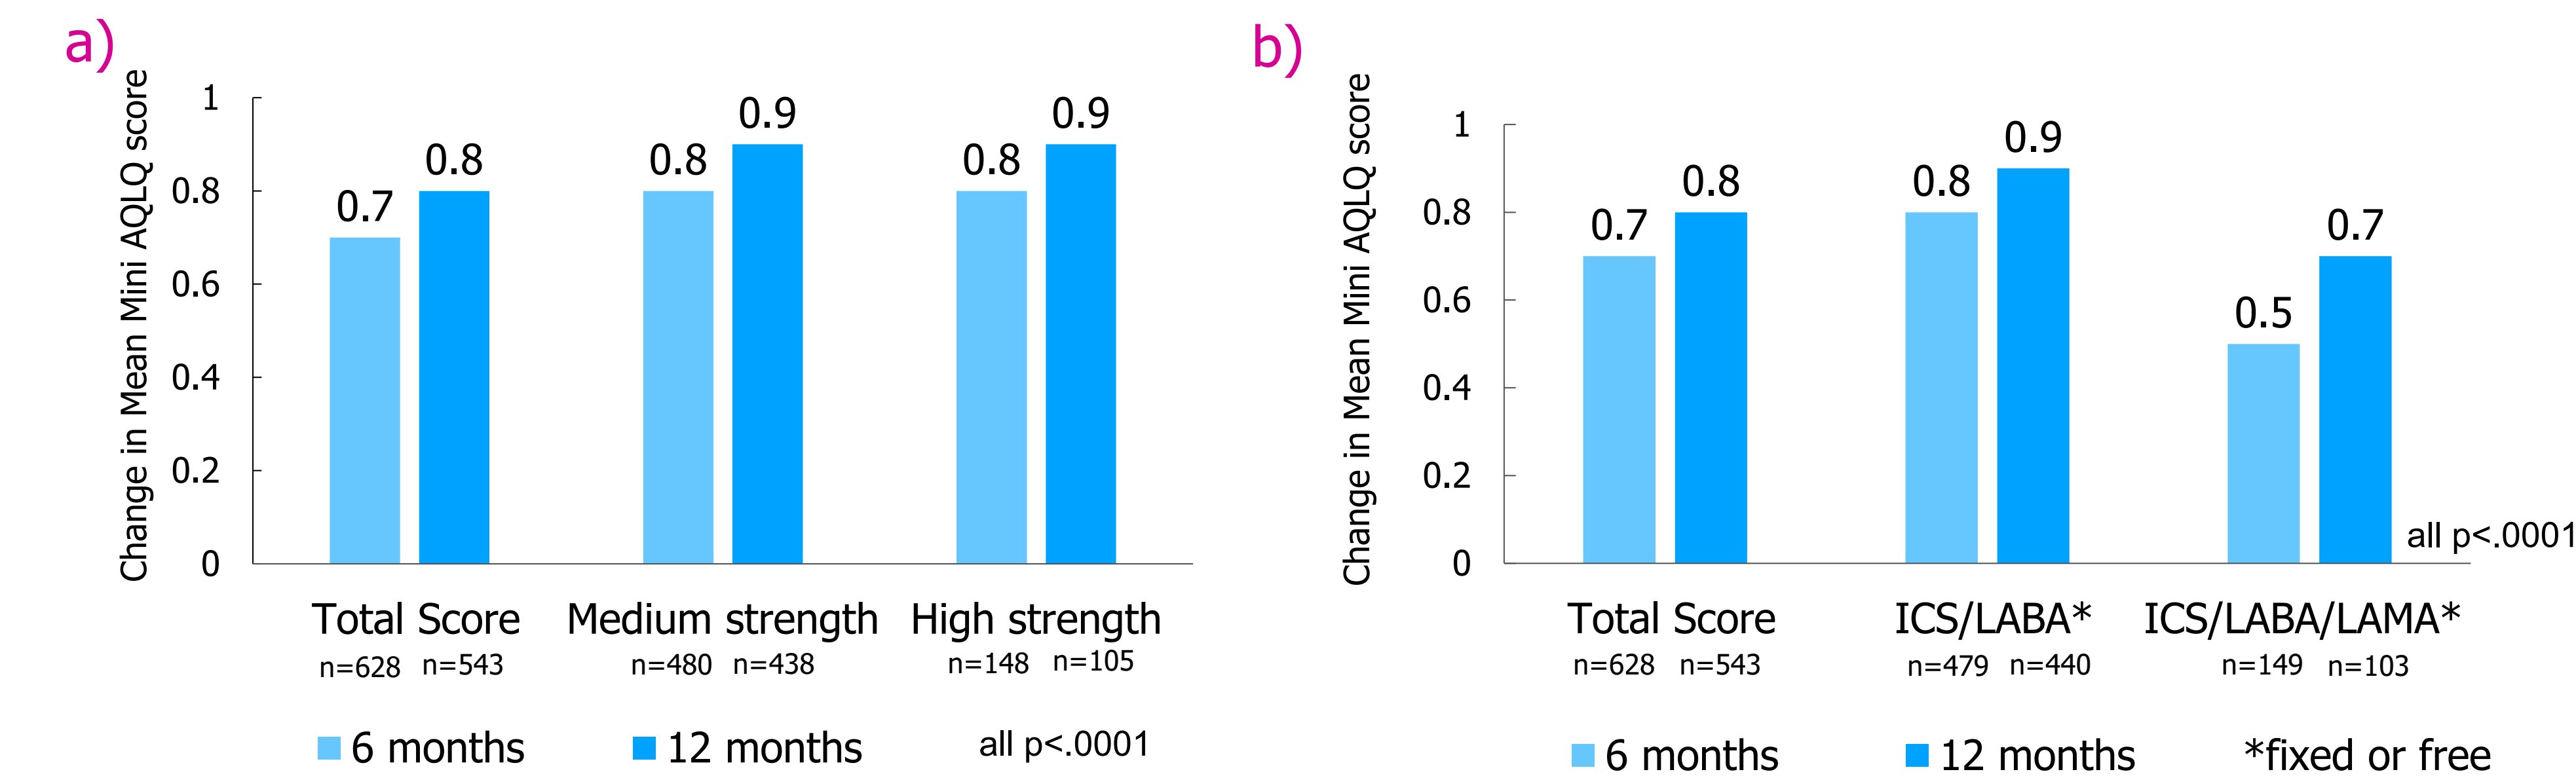 a)
Change in Mean Mini AQLQ score
1
0.8
0.6
0.4
0.2
0
0.7
0.8
0.8
0.9
0.8
0.9
Total Score
Medium strength
High strength
n=628
n=543
n=480
n=438
n=148
n=105
6 months
12 months
all p<.0001
b)
Change in Mean Mini AQLQ score
1
0.8
0.6
0.4
0.2
0
0.7
0.8
0.8
0.9
0.5
0.7
all p<.0001
Total Score
ICS/LABA*
ICS/LABA/LAMA*
n=628
n=543
n=479
n=440
n=149
n=103
6 months
12 months
*fixed or free